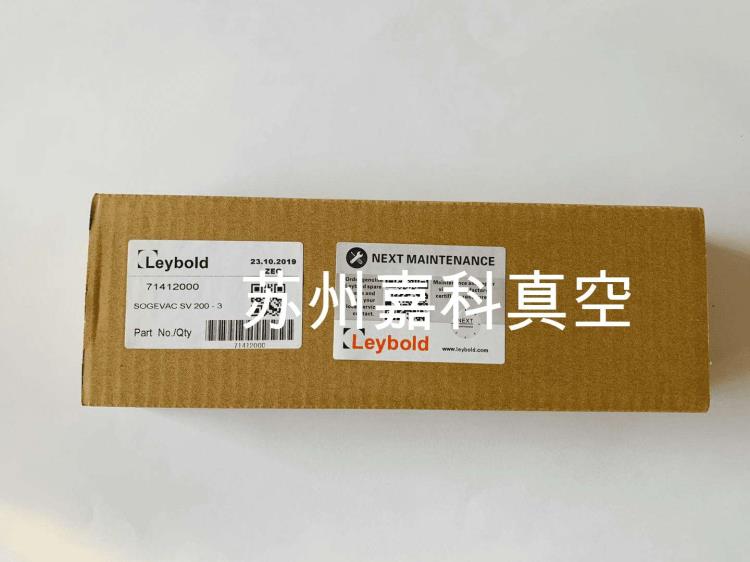 Leybold
23.10.2019
71412000
SOGEVAC SV 200 - 3
Part No./Qty
71412000
NEXT MAINTENANCE
Leybold
NEXT
www.leybold.com
苏州嘉科真空